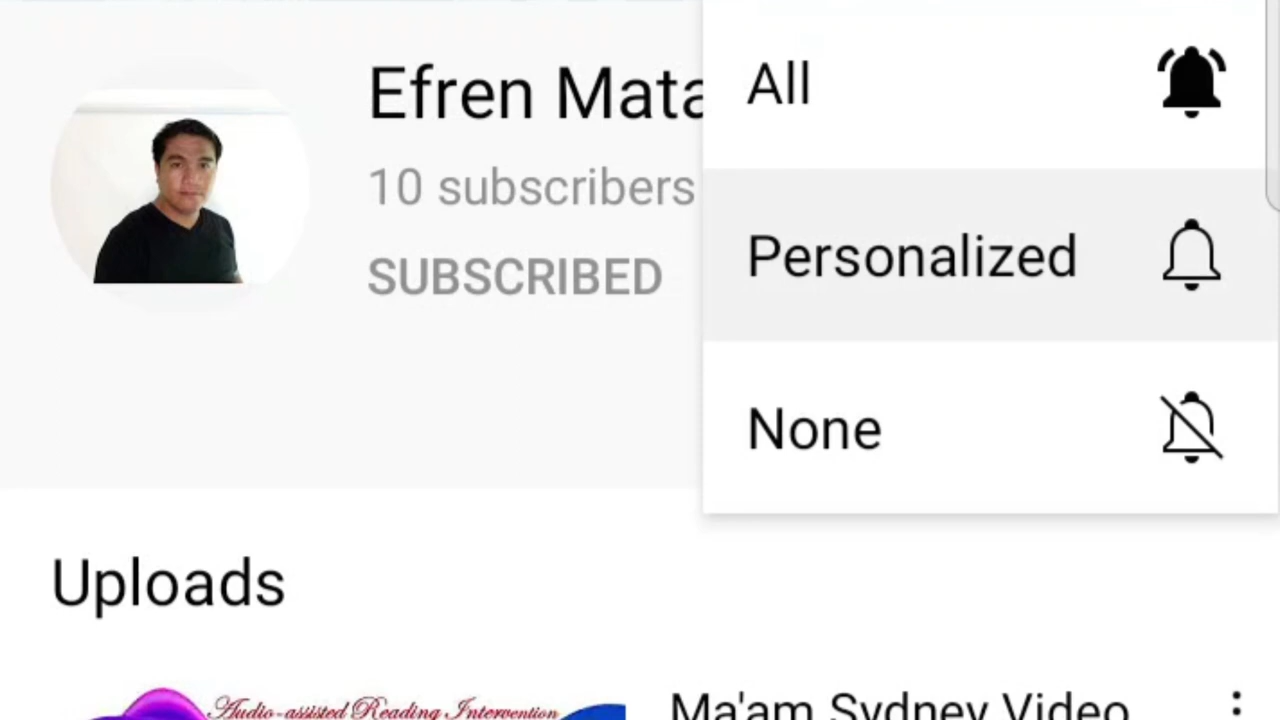 Efren Mata
10 subscribers
SUBSCRIBED
All
Personalized
None
Uploads
Audio-assisted Reading Intervention
Ma'am Sydney Video